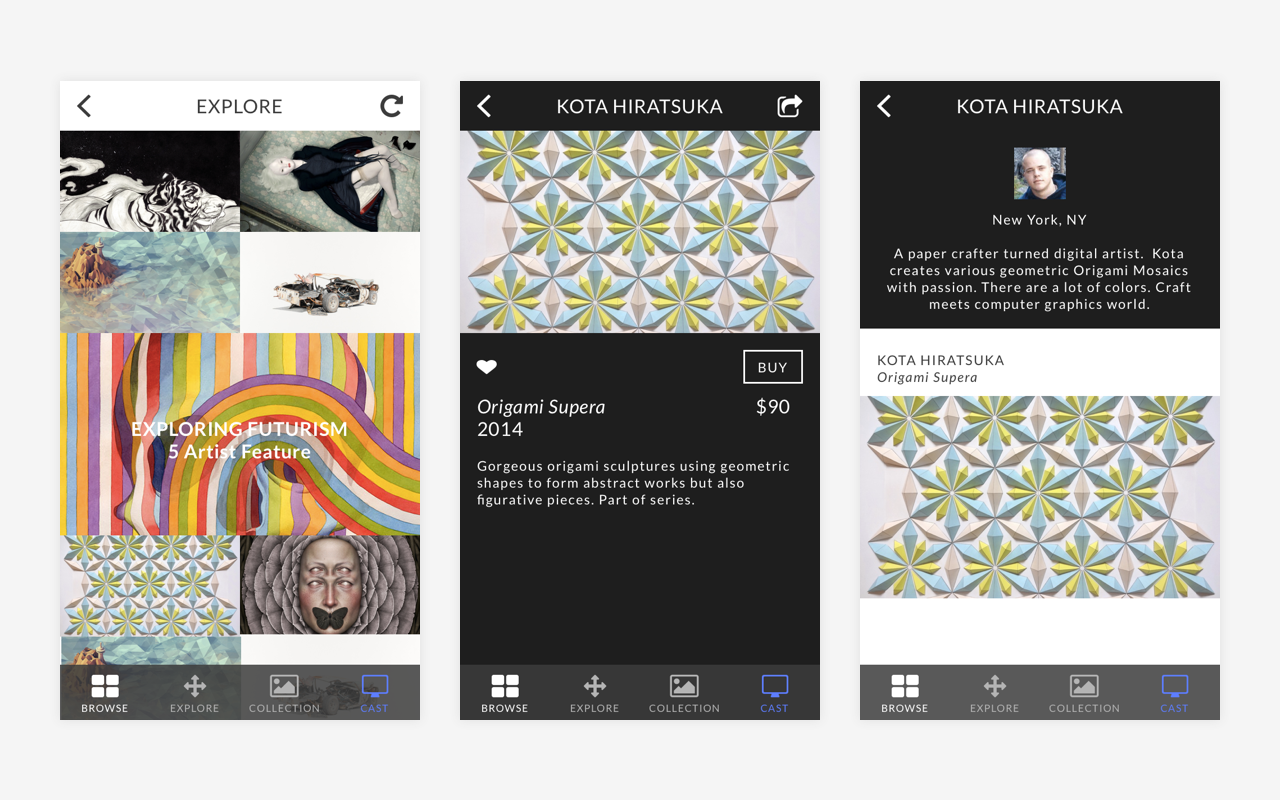 EXPLORE
EXPLORING FUTURISM
5 Artist Feature
BROWSE
EXPLORE
COLLECTION
CAST
KOTA HIRATSUKA
BUY
Origami Supera
$90
2014
Gorgeous origami sculptures using geometric
shapes to form abstract works but also
figurative pieces. Part of series.
BROWSE
EXPLORE
COLLECTION
CAST
KOTA HIRATSUKA
New York, NY
A paper crafter turned digital artist. Kota
creates various geometric Origami Mosaics
with passion. There are a lot of colors. Craft
meets computer graphics world.
KOTA HIRATSUKA
Origami Supera
BROWSE
EXPLORE
COLLECTION
CAST